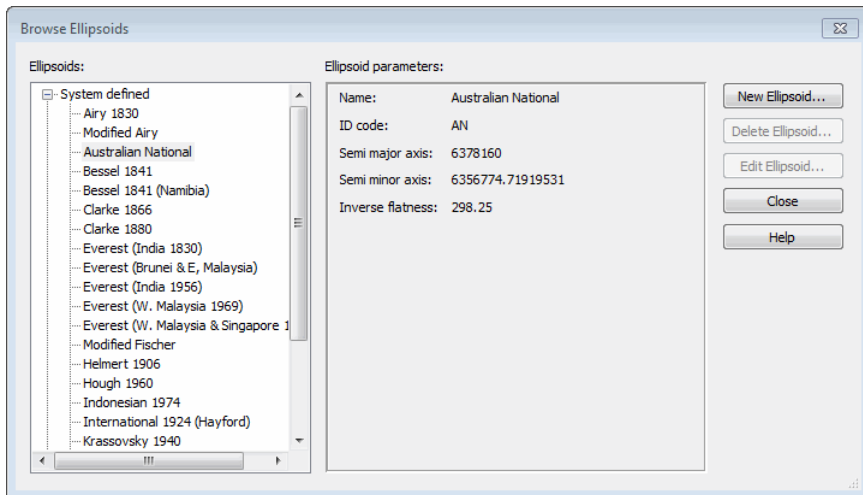 Browse Ellipsoids
Ellipsoids:
System defined
Airy 1830
Modified Airy
Australian National
Bessel 1841
Bessel 1841 (Namibia)
Clarke 1866
Clarke 1880
Everest (India 1830)
Everest (Brunei & E, Malaysia)
Everest (India 1956)
Everest (W. Malaysia 1969)
Everest (W. Malaysia & Singapore 1
Modified Fischer
Helmert 1906
Hough 1960
Indonesian 1974
International 1924 (Hayford)
Krassovsky 1940
Ellipsoid parameters:
Name: Australian National
ID code: AN
Semi major axis: 6378160
Semi minor axis: 6356774.71919531
Inverse flatness: 298.25
New Ellipsoid...
Delete Ellipsoid...
Edit Ellipsoid...
Close
Help